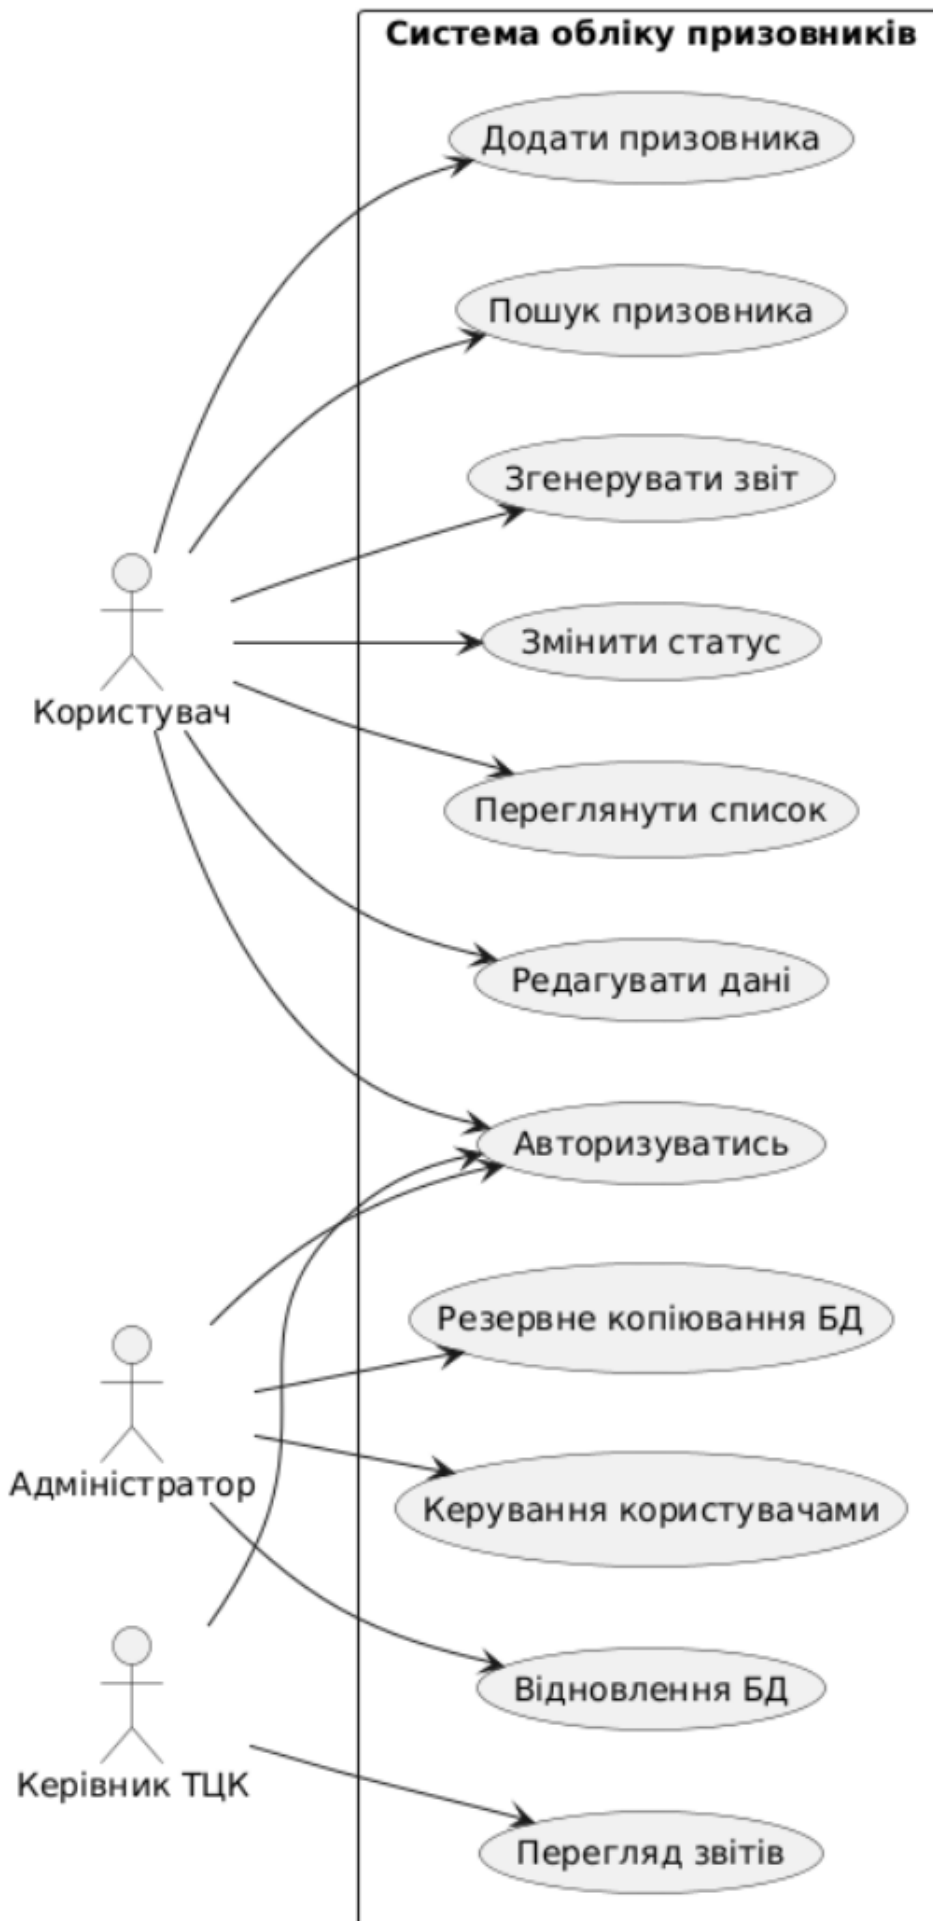 Система обліку призовників
Додати призовника
Пошук призовника
Згенерувати звіт
Змінити статус
Користувач
Переглянути список
Редагувати дані
Авторизуватись
Резервне копіювання БД
Адміністратор
Керування користувачами
Відновлення БД
Керівник ТЦК
Перегляд звітів